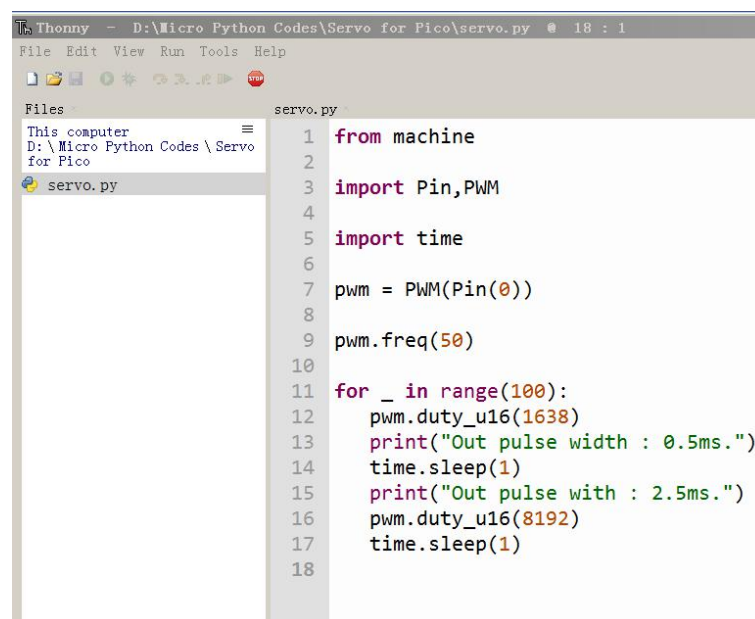 Thonny - D:\Micro Python Codes\Servo for Pico\servo.py @ 18 : 1
File Edit View Run Tools Help
STOP
Files
This computer
D: \ Micro Python Codes \ Servo
for Pico
servo. py
servo. py
1 from machine
2
3 import Pin,PWM
4
5 import time
6
7 pwm = PWM(Pin(0))
8
9 pwm.freq(50)
10
11 for _ in range(100):
12 pwm.duty_u16(1638)
13 print("Out pulse width : 0.5ms.")
14 time.sleep(1)
15 print("Out pulse with : 2.5ms.")
16 pwm.duty_u16(8192)
17 time.sleep(1)
18